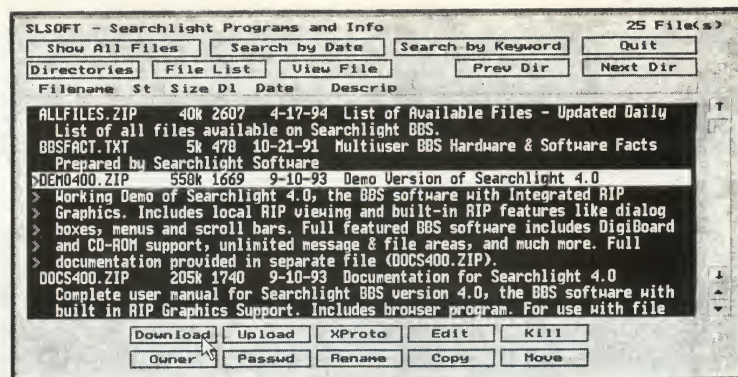 SLSOFT - Searchlight Programs and Info 25 File(s)
Show All Files Search by Date Search by Keyword Quit
Directories File List View File Prev Dir Next Dir
Filename St Size Dl Date Descrip
ALLFILES.ZIP 40k 2607 4-17-94 List of Available Files - Updated Daily
List of all files available on Searchlight BBS.
BBSFACT.TXT 5k 478 10-21-91 Multiuser BBS Hardware & Software Facts
Prepared by Searchlight Software
>DEMO400.ZIP 558k 1669 9-10-93 Demo Version of Searchlight 4.0
> Working Demo of Searchlight 4.0, the BBS software with Integrated RIP
> Graphics. Includes local RIP viewing and built-in RIP features like dialog
> boxes, menus and scroll bars. Full featured BBS software includes DigiBoard
> and CD-ROM support, unlimited message & file areas, and much more. Full
> documentation provided in separate file (DOCS400.ZIP).
DOCS400.ZIP 205k 1740 9-10-93 Documentation for Searchlight 4.0
Complete user manual for Searchlight BBS version 4.0, the BBS software with
built in RIP Graphics Support. Includes browser program. For use with file
Download Upload XProto Edit Kill
Owner Passwd Rename Copy Move